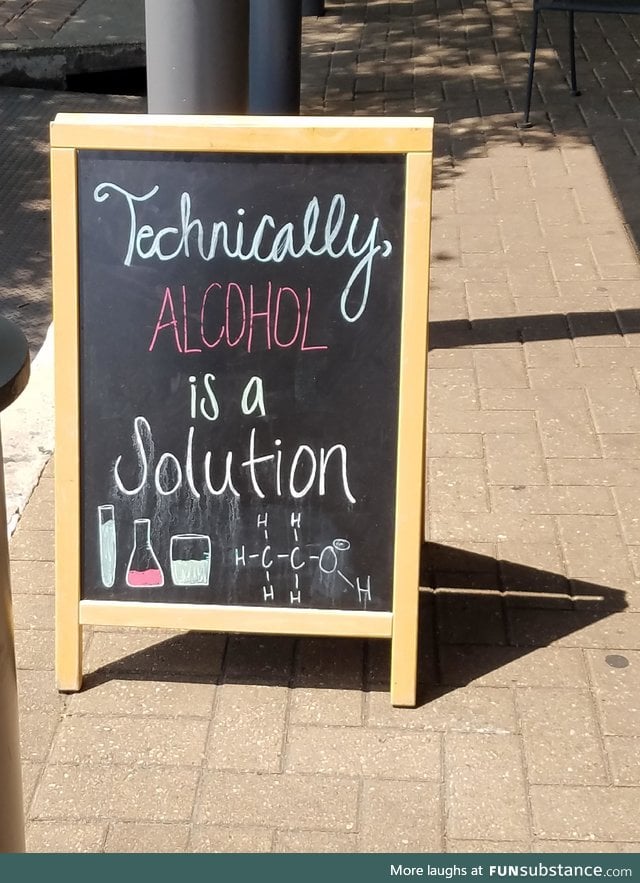 Technically,
ALCOHOL
is a
Solution
H H
H-C-C-O
H H H
More laughs at FUNsubstance.com